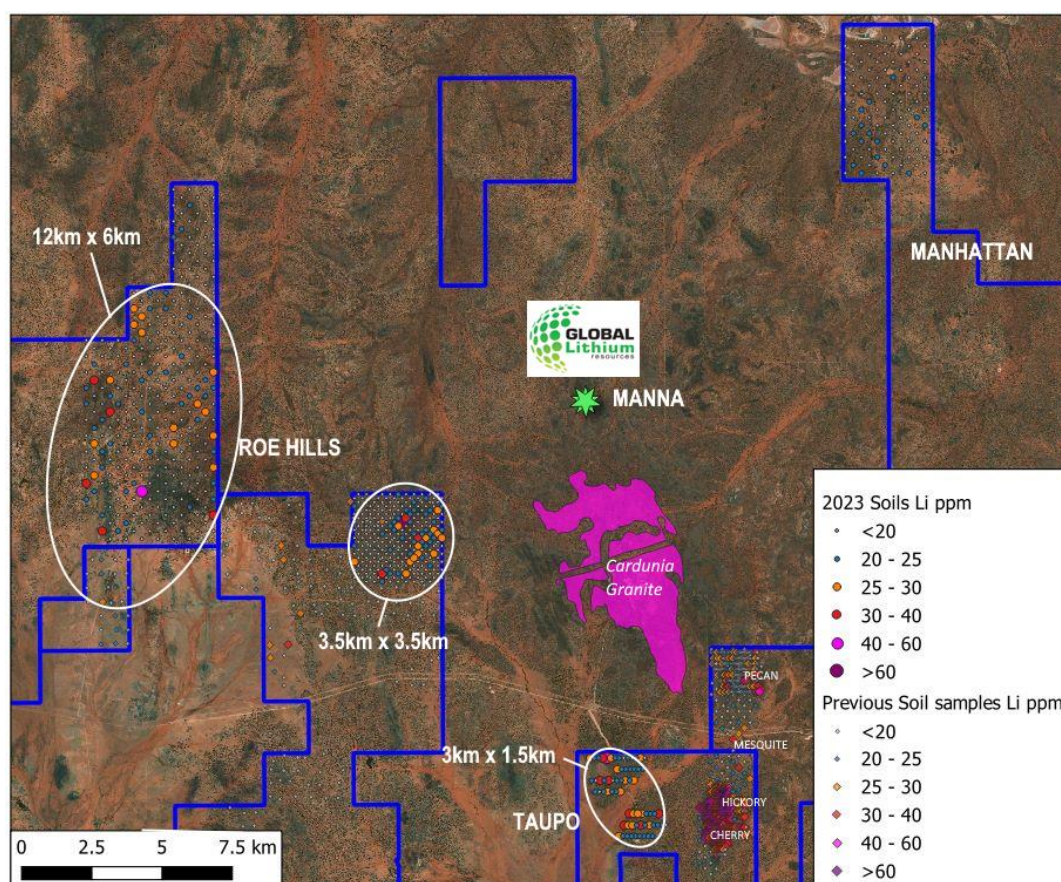 12km x 6km
MANHATTAN
GLOBAL
Lithium
resources
MANNA
ROE HILLS
Cardunia
Granite
3.5km x 3.5km
PECAN
MESQUITE
3km x 1.5km
HICKORY
TAUPO
CHERRY
0 2.5 5 7.5 km
2023 Soils Li ppm
<20
20 - 25
25 - 30
30 - 40
40 - 60
>60
Previous Soil samples Li ppm
<20
20 - 25
25 - 30
30 - 40
40 - 60
>60